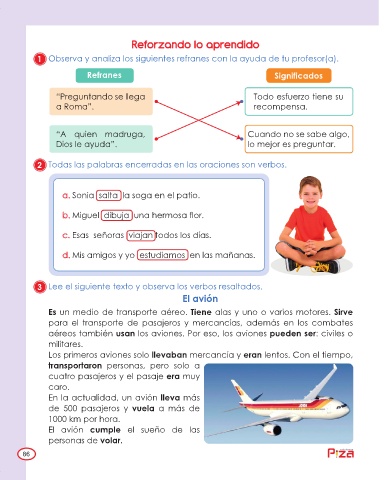 Reforzando lo aprendido
1 Observa y analiza los siguientes refranes con la ayuda de tu profesor(a).
Refranes
Significados
“Preguntando se llega
a Roma”.
Todo esfuerzo tiene su
recompensa.
“A quien madruga,
Dios le ayuda”.
Cuando no se sabe algo,
lo mejor es preguntar.
2 Todas las palabras encerradas en las oraciones son verbos.
a. Sonia salta la soga en el patio.
b. Miguel dibuja una hermosa flor.
c. Esas señoras viajan todos los días.
d. Mis amigos y yo estudiamos en las mañanas.
3 Lee el siguiente texto y observa los verbos resaltados.
El avión
Es un medio de transporte aéreo. Tiene alas y uno o varios motores. Sirve
para el transporte de pasajeros y mercancías, además en los combates
aéreos también usan los aviones. Por eso, los aviones pueden ser: civiles o
militares.
Los primeros aviones solo llevaban mercancía y eran lentos. Con el tiempo,
transportaron personas, pero solo a
cuatro pasajeros y el pasaje era muy
caro.
En la actualidad, un avión lleva más
de 500 pasajeros y vuela a más de
1000 km por hora.
El avión cumple el sueño de las
personas de volar.
86
Piza